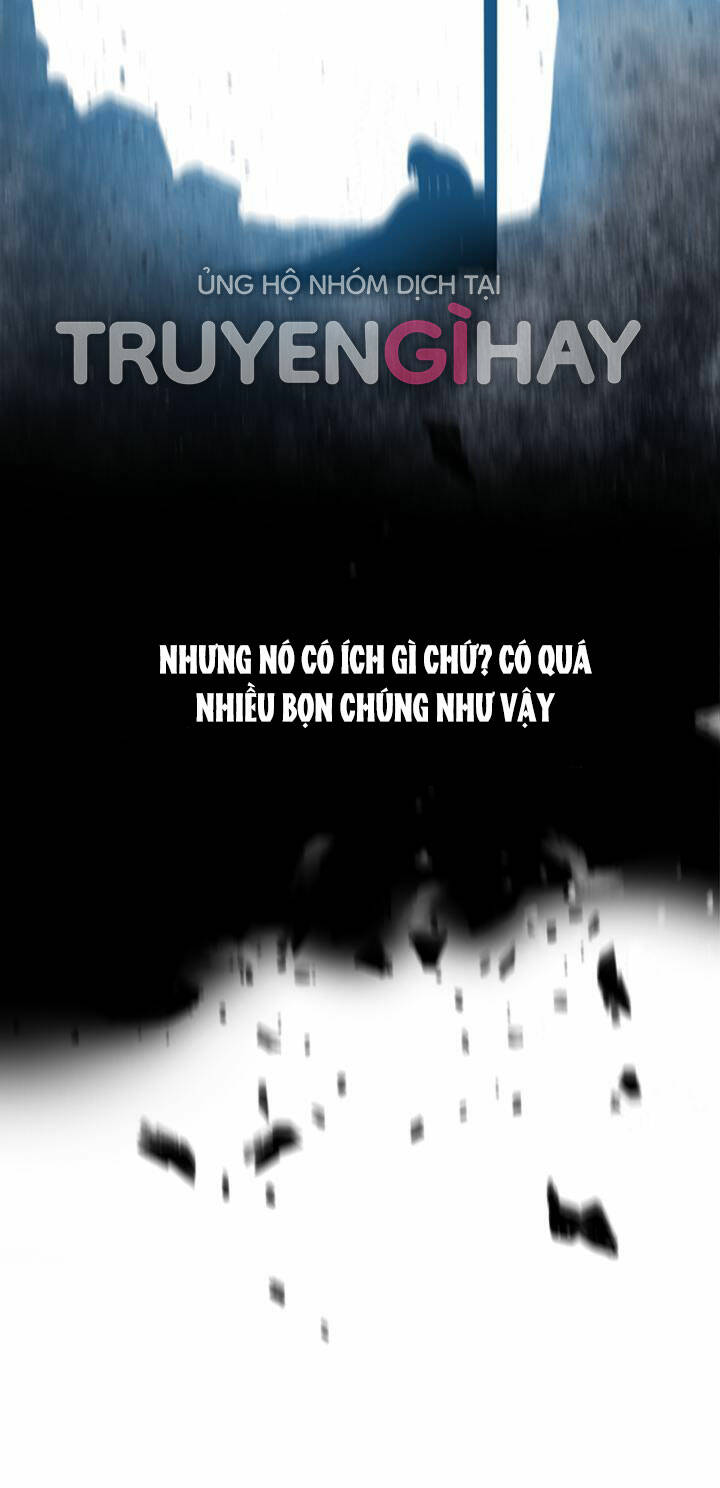 ỦNG HỘ NHÓM DỊCH TẠI
TRUYENGÌHAY
NHƯNG NÓ CÓ ÍCH GÌ CHỨ? CÓ QUÁ
NHIỀU BỌN CHÚNG NHƯ VẬY